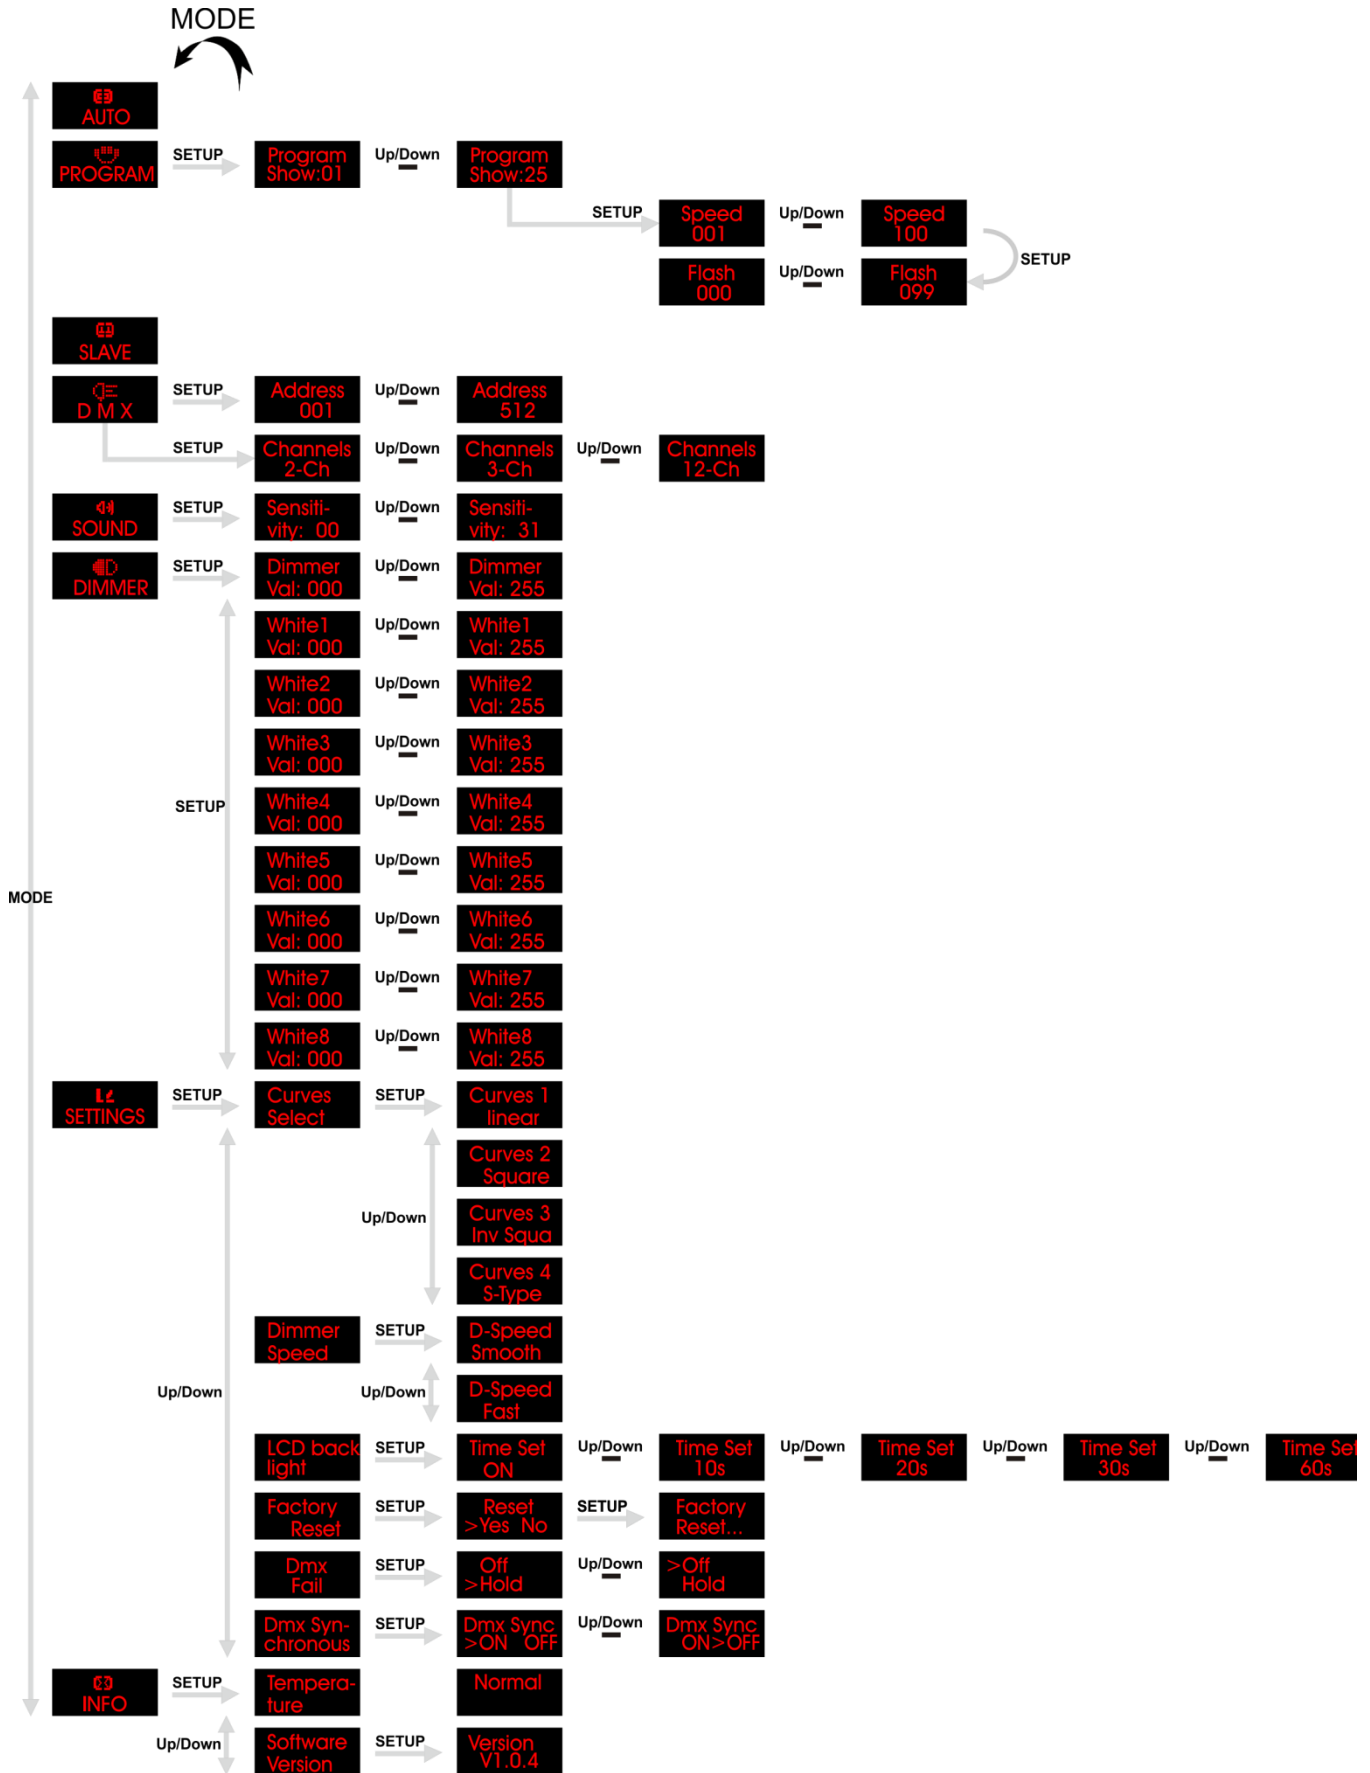 MODE
AUTO
PROGRAM SETUP Program Show:01 Up/Down Program Show:25
SETUP Speed 001 Up/Down Speed 100
SETUP
Flash 000 Up/Down Flash 099
SLAVE
D M X SETUP Address 001 Up/Down Address 512
SETUP Channels 2-Ch Up/Down Channels 3-Ch Up/Down Channels 12-Ch
SOUND SETUP Sensiti- vity: 00 Up/Down Sensiti- vity: 31
DIMMER SETUP Dimmer Val: 000 Up/Down Dimmer Val: 255
White1 Val: 000 Up/Down White1 Val: 255
White2 Val: 000 Up/Down White2 Val: 255
White3 Val: 000 Up/Down White3 Val: 255
SETUP
White4 Val: 000 Up/Down White4 Val: 255
White5 Val: 000 Up/Down White5 Val: 255
MODE
White6 Val: 000 Up/Down White6 Val: 255
White7 Val: 000 Up/Down White7 Val: 255
White8 Val: 000 Up/Down White8 Val: 255
SETTINGS SETUP Curves Select SETUP Curves 1 linear
Curves 2 Square
Up/Down
Curves 3 Inv Squa
Curves 4 S-Type
Dimmer Speed SETUP D-Speed Smooth
Up/Down
Up/Down D-Speed Fast
LCD back light SETUP Time Set ON Up/Down Time Set 10s Up/Down Time Set 20s Up/Down Time Set 30s Up/Down Time Set 60s
Factory Reset SETUP Reset >Yes No SETUP Factory Reset...
Dmx Fail SETUP Off >Hold Up/Down >Off Hold
Dmx Syn- chronous SETUP Dmx Sync >ON OFF Up/Down Dmx Sync ON>OFF
INFO SETUP Tempera- ture Normal
Up/Down Software Version SETUP Version V1.0.4